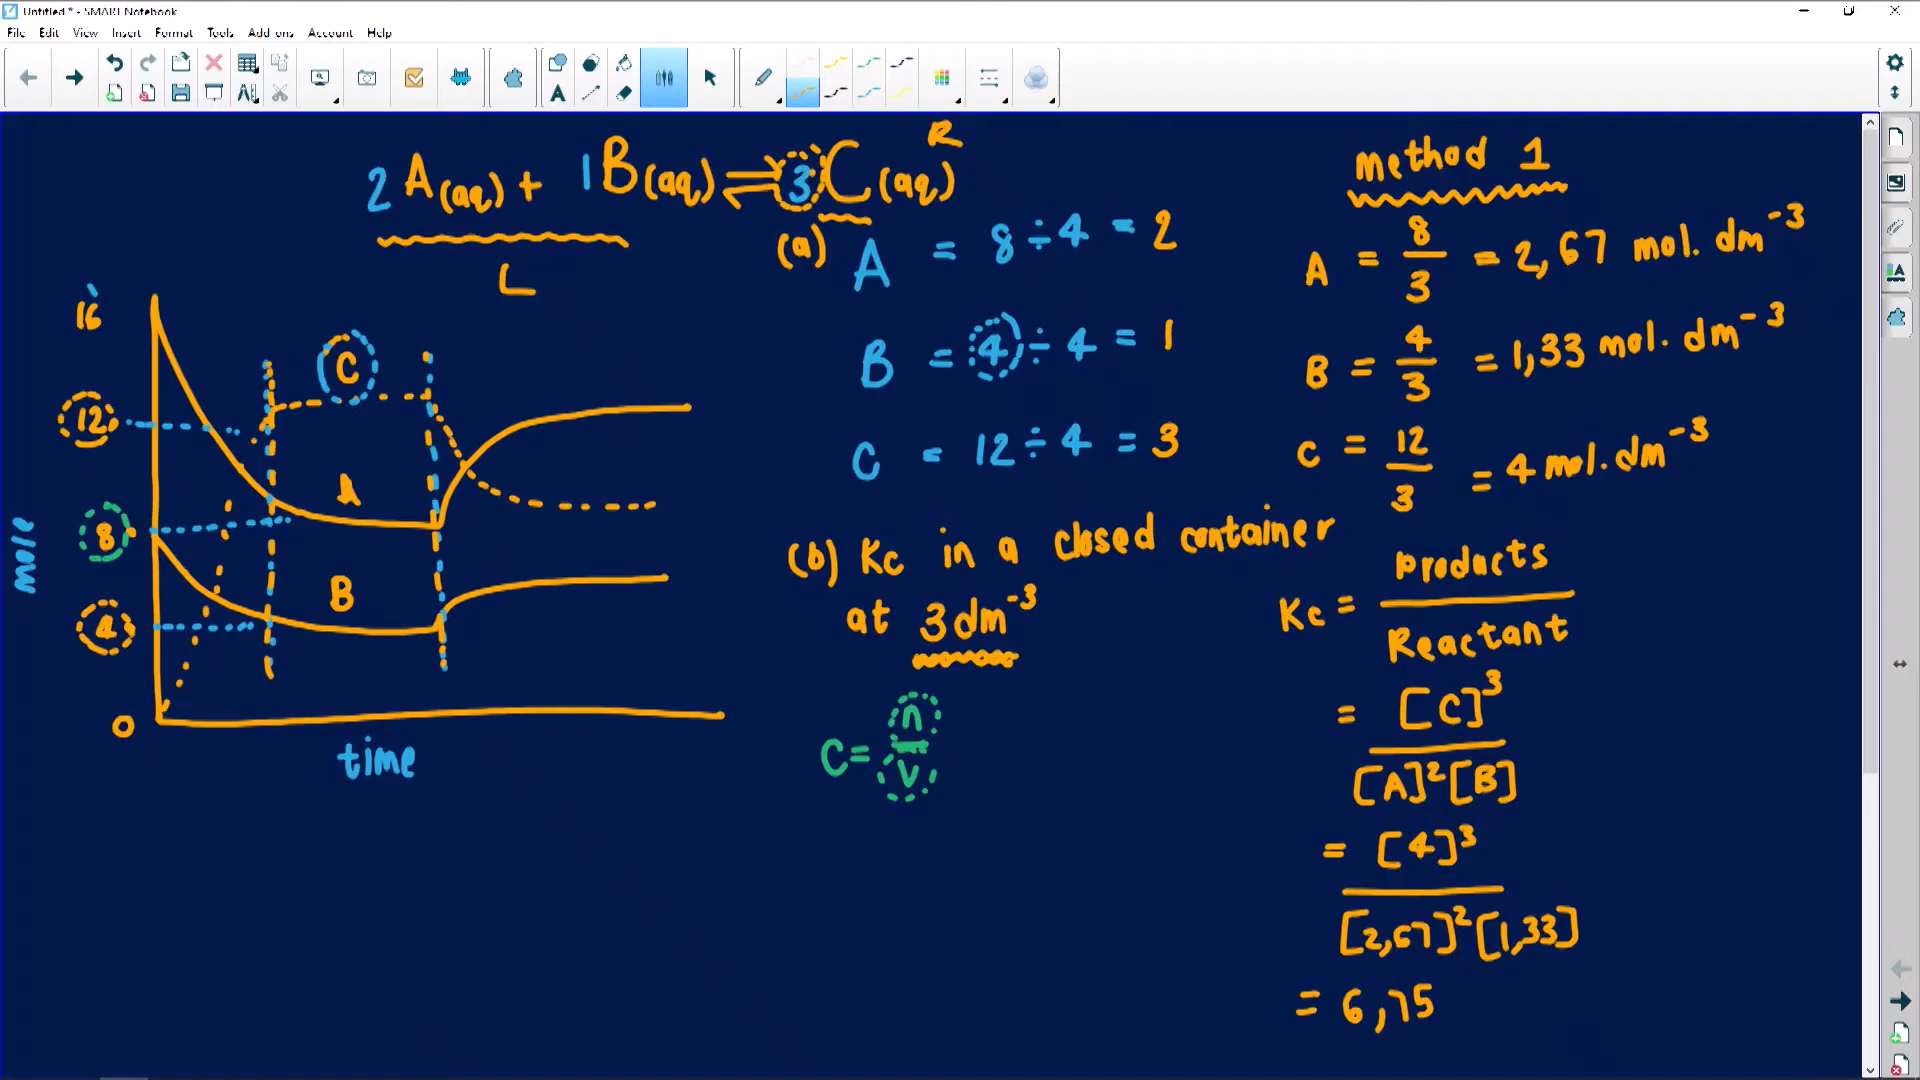 Untitled * - SMART Notebook
File Edit View Insert Format Tools Add-ons Account Help
2 A(aq) + 1B(aq) ⇌ 3C(aq)
R
L
(a) A = 8 ÷ 4 = 2
B = 4 ÷ 4 = 1
C = 12 ÷ 4 = 3
16
12
8
4
0
mole
time
C
A
B
(b) Kc in a closed container
at 3 dm⁻³
C = n/v
method 1
A = 8/3 = 2,67 mol. dm⁻³
B = 4/3 = 1,33 mol. dm⁻³
C = 12/3 = 4 mol. dm⁻³
Kc = products / Reactant
= [C]³ / [A]²[B]
= [4]³ / [2,67]²[1,33]
= 6,75